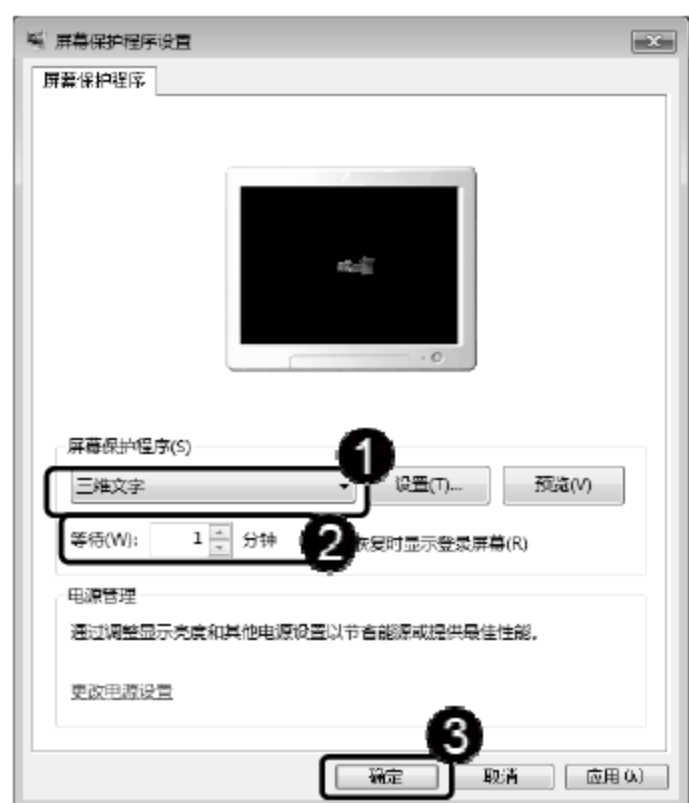 屏幕保护程序设置
屏幕保护程序
屏幕保护程序(S)
1
三维文字 设置(T)... 预览(V)
等待(W): 1 分钟 2 恢复时显示登录屏幕(R)
电源管理
通过调整显示亮度和其他电源设置以节省能源或提供最佳性能。
更改电源设置
3
确定 取消 应用(A)